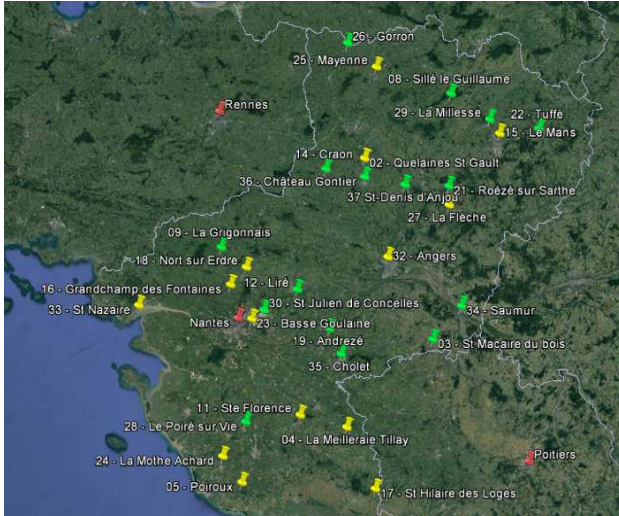 26 - Gorron
25 - Mayenne
08 - Sillé le Guillaume
Rennes
29 - La Millesse
22 - Tuffé
15 - Le Mans
14 - Craon
02 - Quelaines St Gault
36 - Château Gontier
21 - Roézé sur Sarthe
37 St-Denis d'Anjou
27 - La Flèche
09 - La Grigonnais
18 - Nort sur Erdre
32 - Angers
16 - Grandchamp des Fontaines
12 - Liré
33 - St Nazaire
30 - St Julien de Concelles
34 - Saumur
Nantes
23 - Basse Goulaine
19 - Andrezé
03 - St Macaire du bois
35 - Cholet
11 - Ste Florence
28 - Le Poiré sur Vie
04 - La Meilleraie Tillay
24 - La Mothe Achard
Poitiers
05 - Poiroux
17 - St Hilaire des Loges